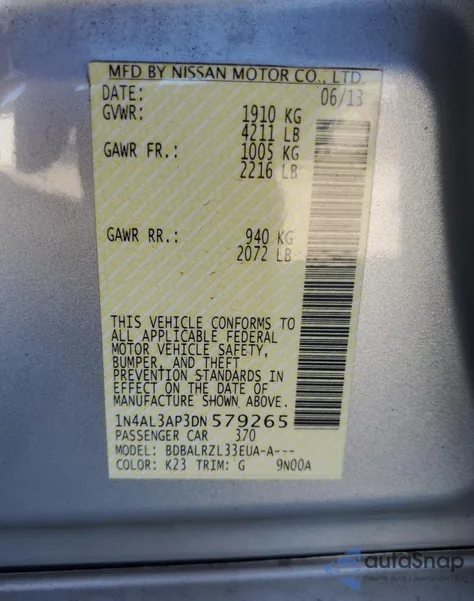 MFD BY NISSAN MOTOR CO., LTD.
DATE: 06/13
GVWR: 1910 KG
4211 LB
GAWR FR.: 1005 KG
2216 LB
GAWR RR.: 940 KG
2072 LB
THIS VEHICLE CONFORMS TO
ALL APPLICABLE FEDERAL
MOTOR VEHICLE SAFETY,
BUMPER, AND THEFT
PREVENTION STANDARDS IN
EFFECT ON THE DATE OF
MANUFACTURE SHOWN ABOVE.
1N4AL3AP3DN579265
PASSENGER CAR 370
MODEL: BDBALRZL33EUA-A---
COLOR: K23 TRIM: G 9N00A
autoSnap